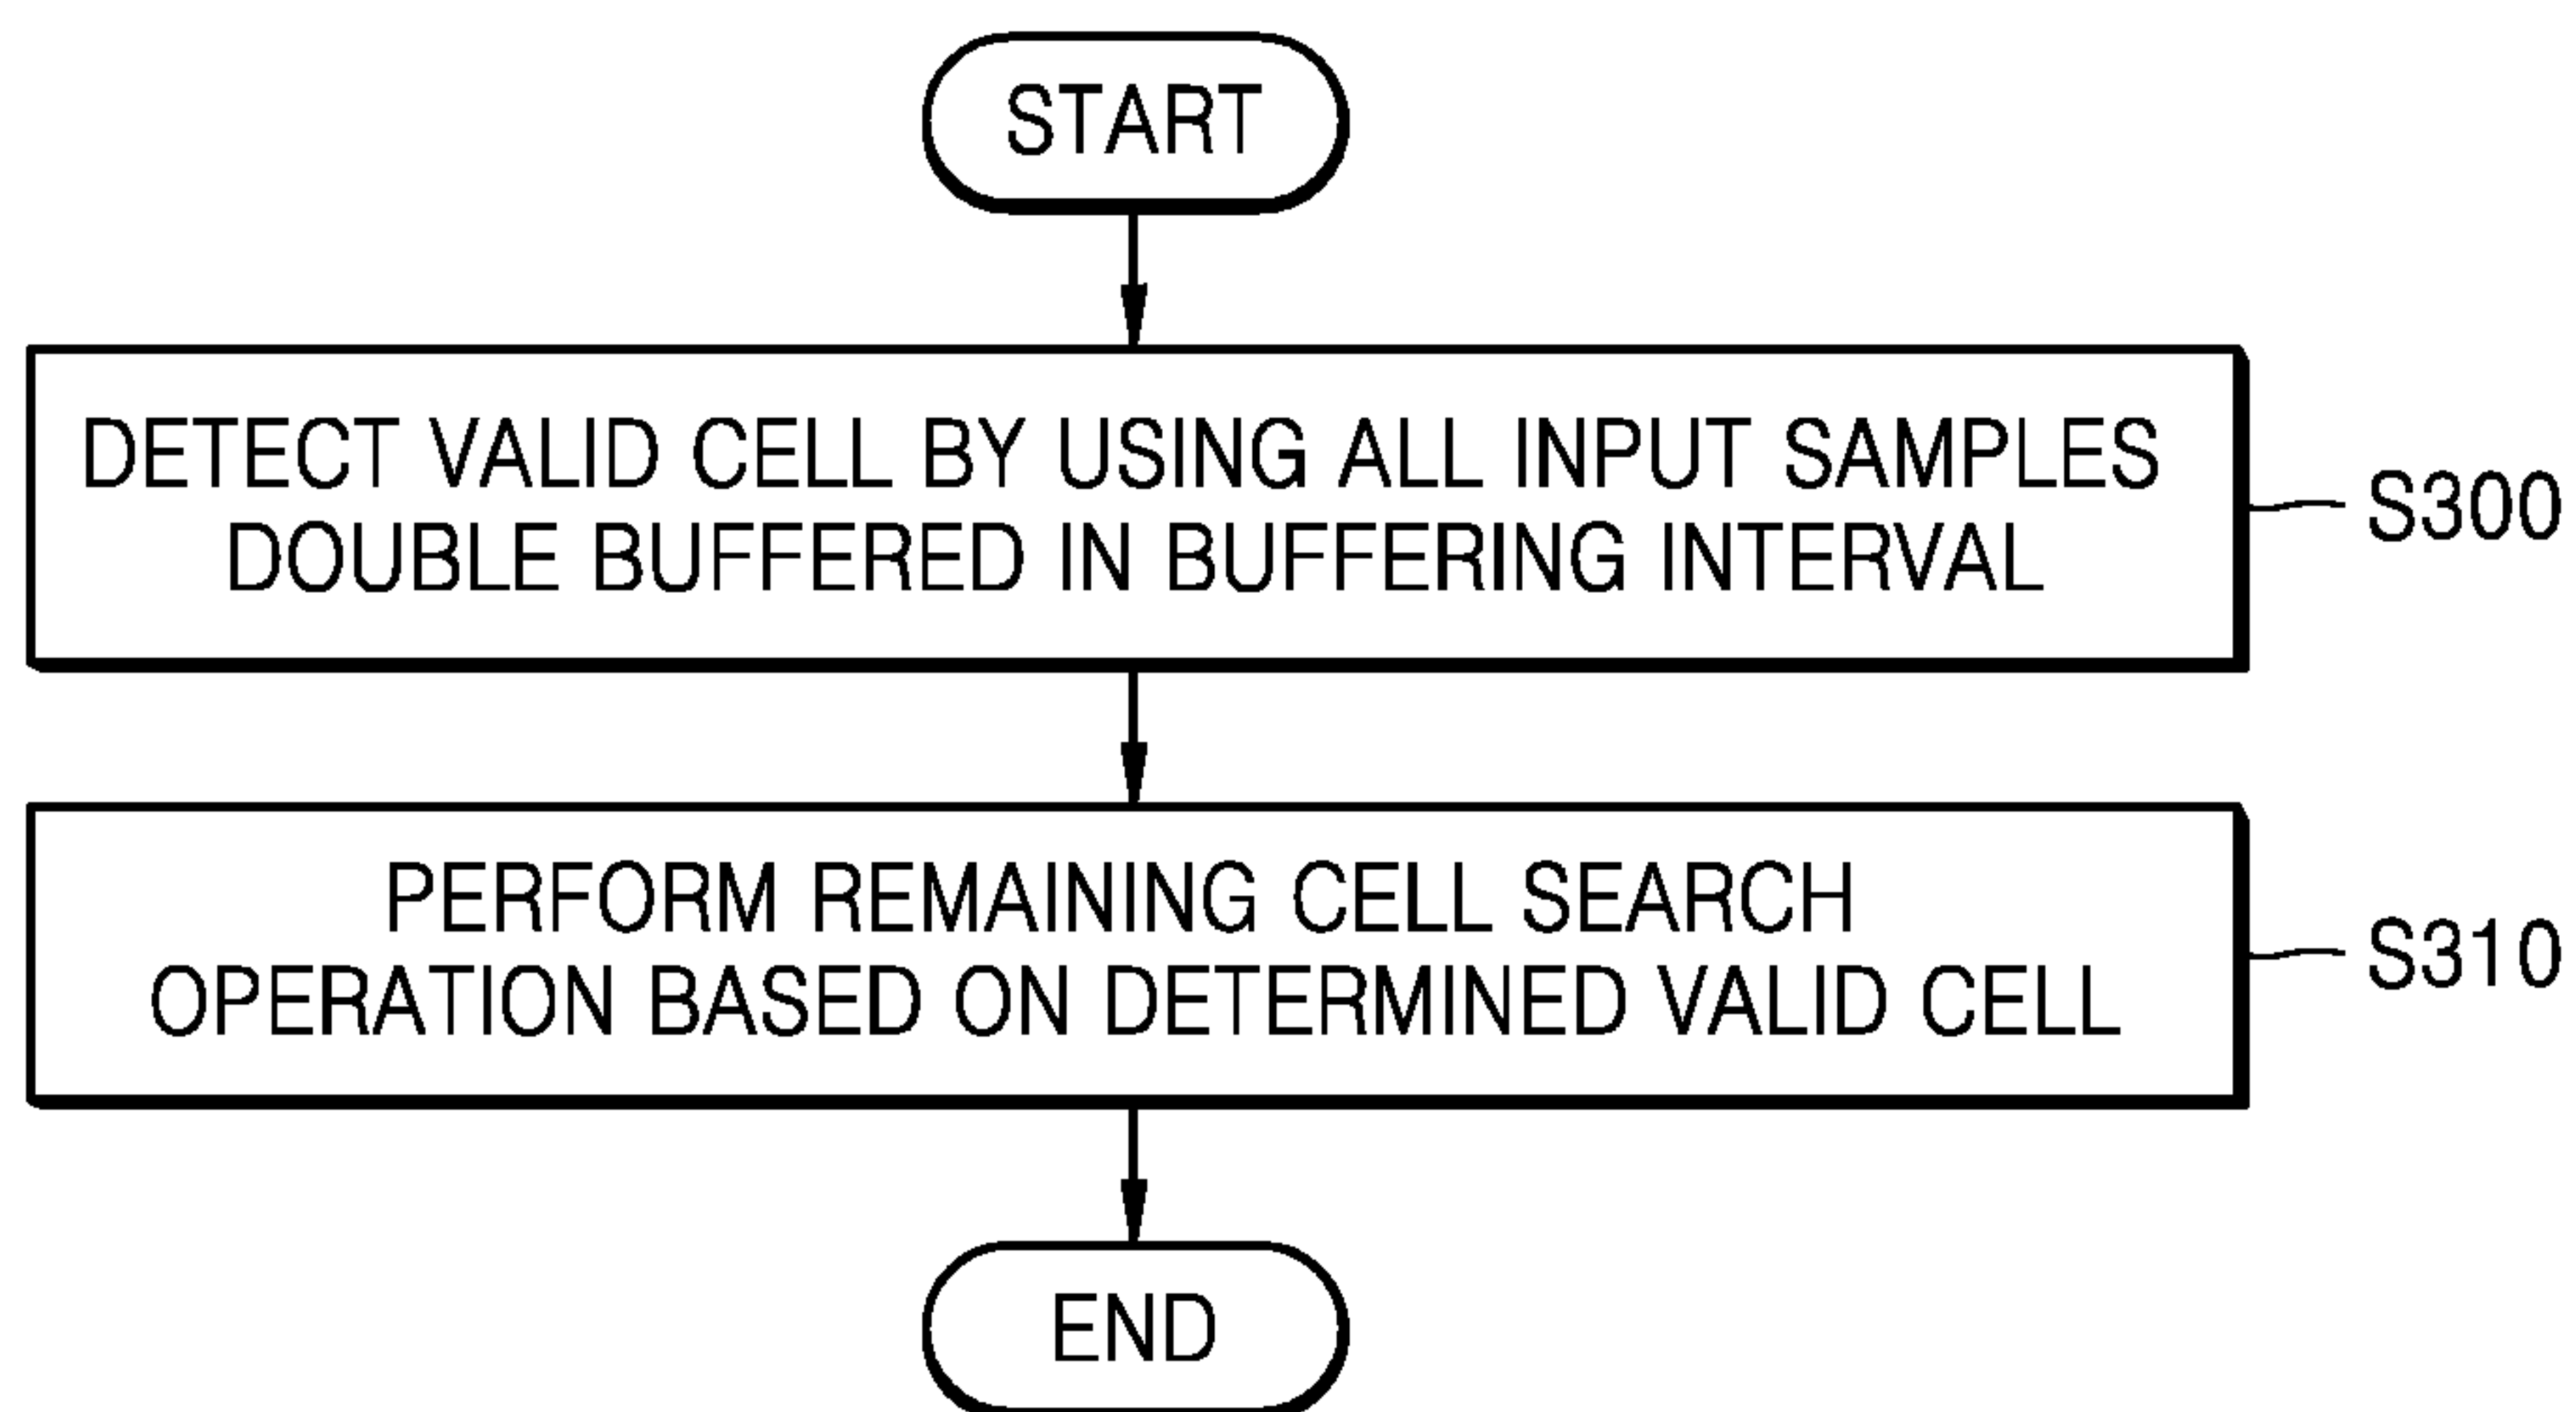 START
DETECT VALID CELL BY USING ALL INPUT SAMPLES
DOUBLE BUFFERED IN BUFFERING INTERVAL
S300
PERFORM REMAINING CELL SEARCH
OPERATION BASED ON DETERMINED VALID CELL
S310
END